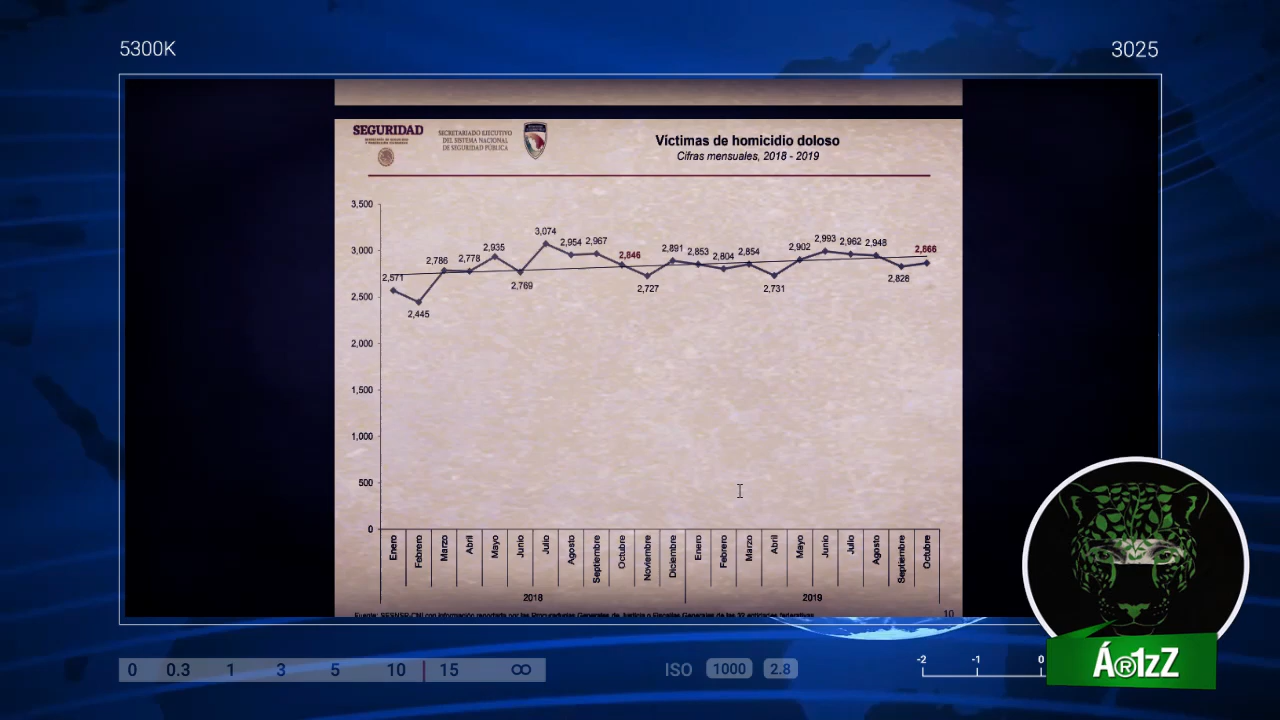 5300K
3025
SEGURIDAD
SECRETARIADO EJECUTIVO
DEL SISTEMA NACIONAL
DE SEGURIDAD PÚBLICA
Víctimas de homicidio doloso
Cifras mensuales, 2018 - 2019
3,500
3,000
2,500
2,000
1,500
1,000
500
0
2,571
2,445
2,786
2,778
2,935
2,769
3,074
2,954
2,967
2,846
2,727
2,891
2,853
2,804
2,854
2,731
2,902
2,993
2,962
2,948
2,828
2,866
Enero
Febrero
Marzo
Abril
Mayo
Junio
Julio
Agosto
Septiembre
Octubre
Noviembre
Diciembre
Enero
Febrero
Marzo
Abril
Mayo
Junio
Julio
Agosto
Septiembre
Octubre
2018
2019
10
0 0.3 1 3 5 10 15 ∞
ISO 1000 2.8
-2 -1 0
Á®1zZ